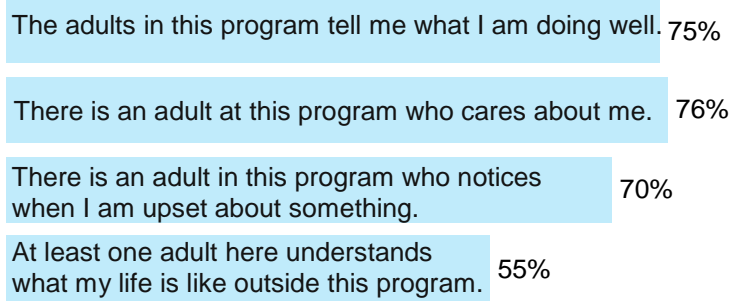 The adults in this program tell me what I am doing well. 75%
There is an adult at this program who cares about me. 76%
There is an adult in this program who notices
when I am upset about something.
70%
At least one adult here understands
what my life is like outside this program.
55%